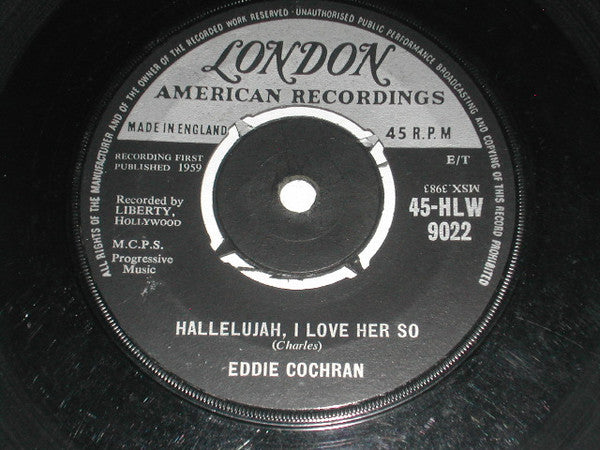 ALL RIGHTS OF THE MANUFACTURER AND OF THE OWNER OF THE RECORDED WORK RESERVED · UNAUTHORISED PUBLIC PERFORMANCE BROADCASTING AND COPYING OF THIS RECORD PROHIBITED
LONDON
AMERICAN RECORDINGS
MADE IN ENGLAND
45 R.P.M
RECORDING FIRST
PUBLISHED 1959
E/T
Recorded by
LIBERTY,
HOLLYWOOD
MSX.3983
45-HLW
9022
M.C.P.S.
Progressive
Music
HALLELUJAH, I LOVE HER SO
(Charles)
EDDIE COCHRAN